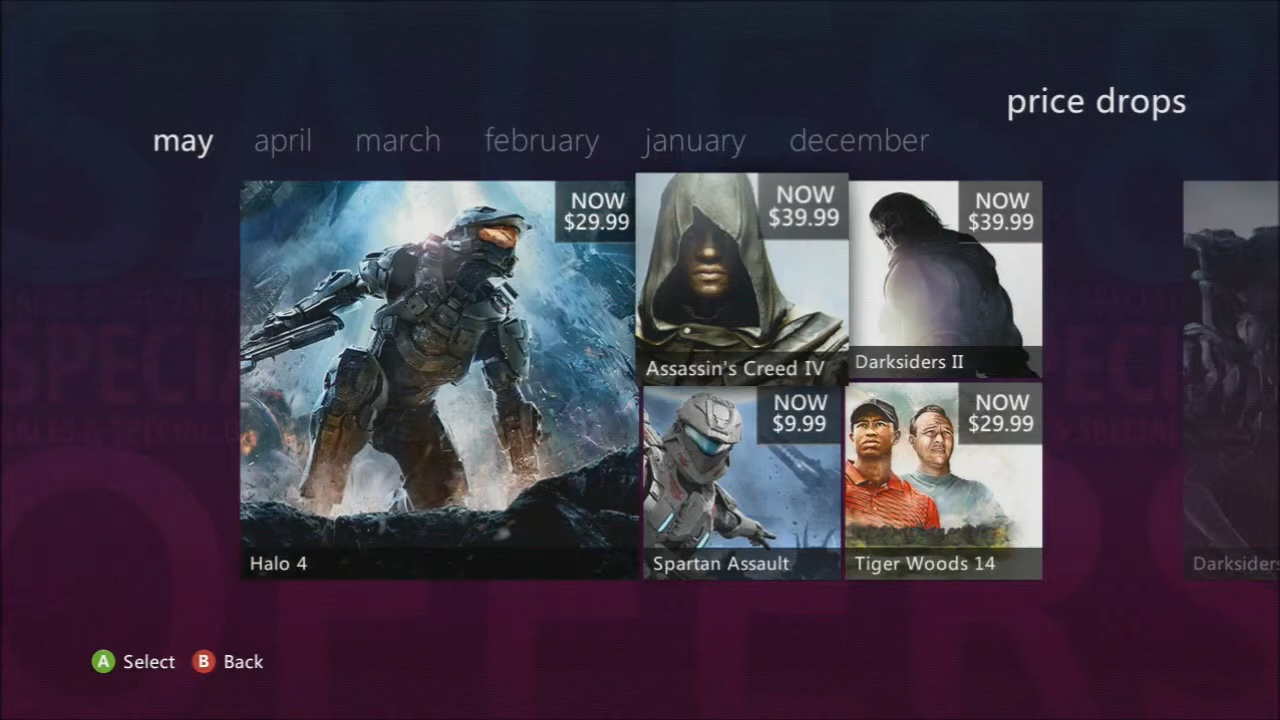 price drops
may april march february january december
NOW
$29.99
Halo 4
NOW
$39.99
Assassin's Creed IV
NOW
$39.99
Darksiders II
NOW
$9.99
Spartan Assault
NOW
$29.99
Tiger Woods 14
Darksiders
A Select B Back